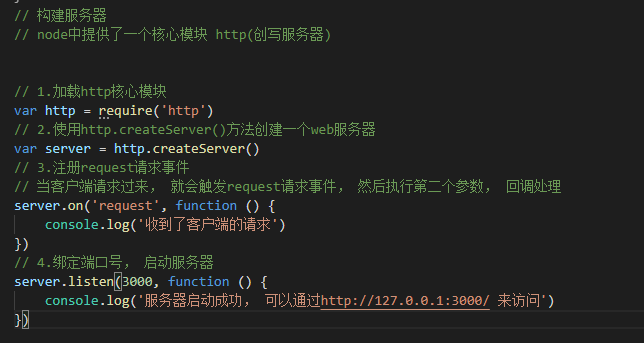 }
// 构建服务器
// node中提供了一个核心模块 http(创写服务器)
// 1.加载http核心模块
var http = require('http')
// 2.使用http.createServer()方法创建一个web服务器
var server = http.createServer()
// 3.注册request请求事件
// 当客户端请求过来， 就会触发request请求事件， 然后执行第二个参数， 回调处理
server.on('request', function () {
console.log('收到了客户端的请求')
})
// 4.绑定端口号， 启动服务器
server.listen(3000, function () {
console.log('服务器启动成功， 可以通过http://127.0.0.1:3000/ 来访问')
})